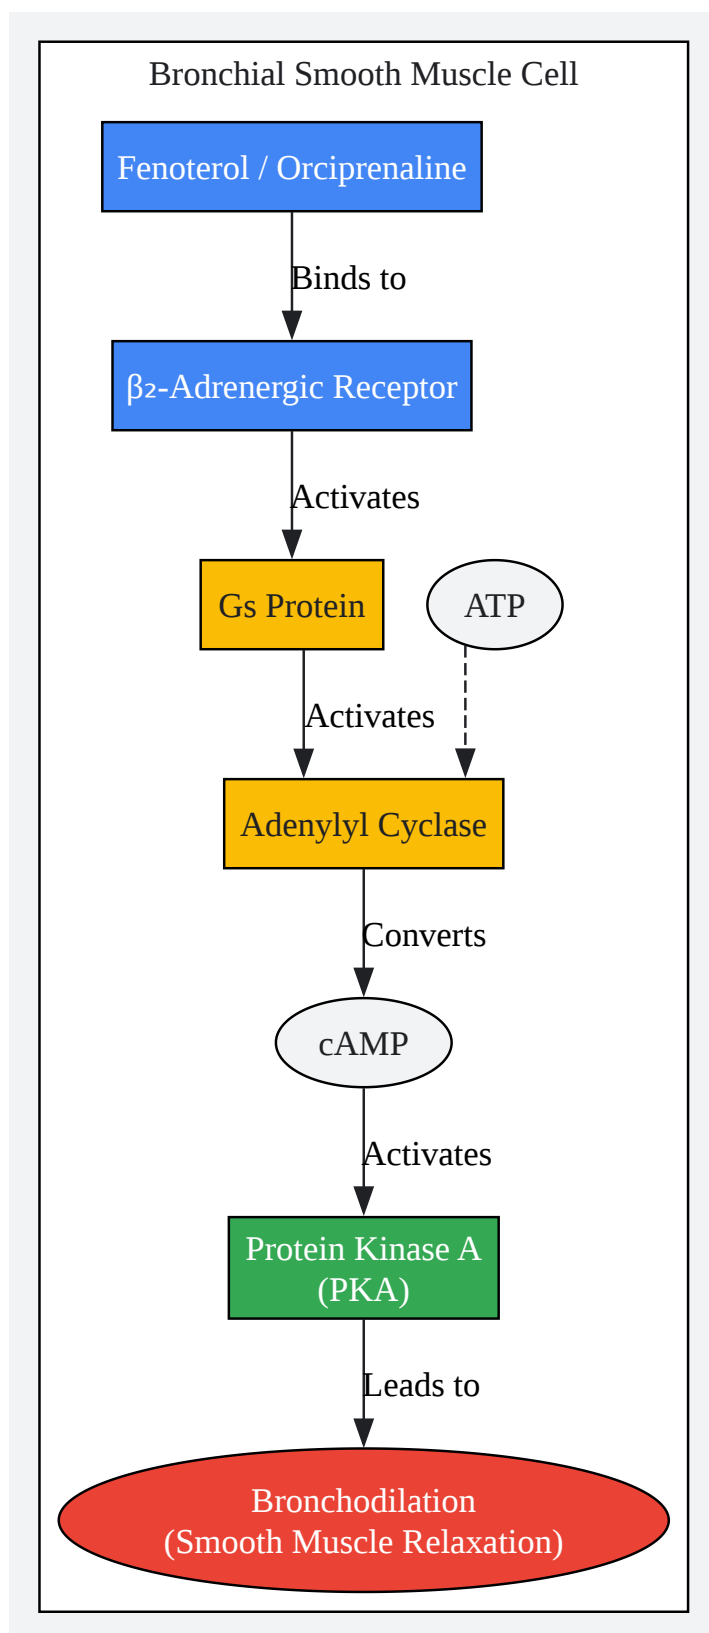 Bronchial Smooth Muscle Cell
Fenoterol / Orciprenaline
Binds to
β₂-Adrenergic Receptor
Activates
Gs Protein
ATP
Activates
Adenylyl Cyclase
Converts
cAMP
Activates
Protein Kinase A
(PKA)
Leads to
Bronchodilation
(Smooth Muscle Relaxation)